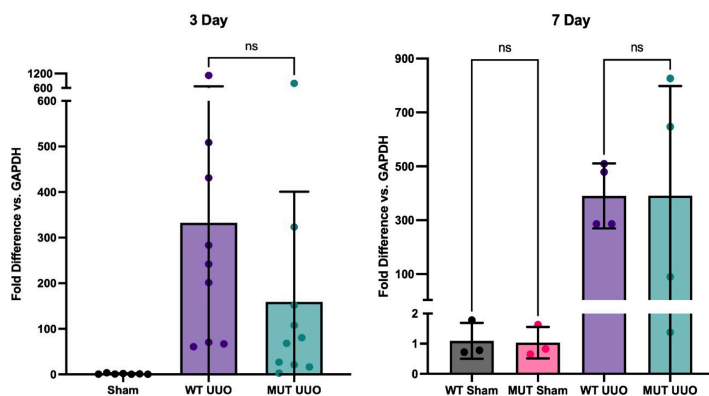 3 Day
ns
1200
600
600
400
300
200
100
0
Fold Difference vs. GAPDH
Sham
WT UUO
MUT UUO
7 Day
ns
ns
900
700
500
300
100
2
1
0
Fold Difference vs. GAPDH
WT Sham
MUT Sham
WT UUO
MUT UUO